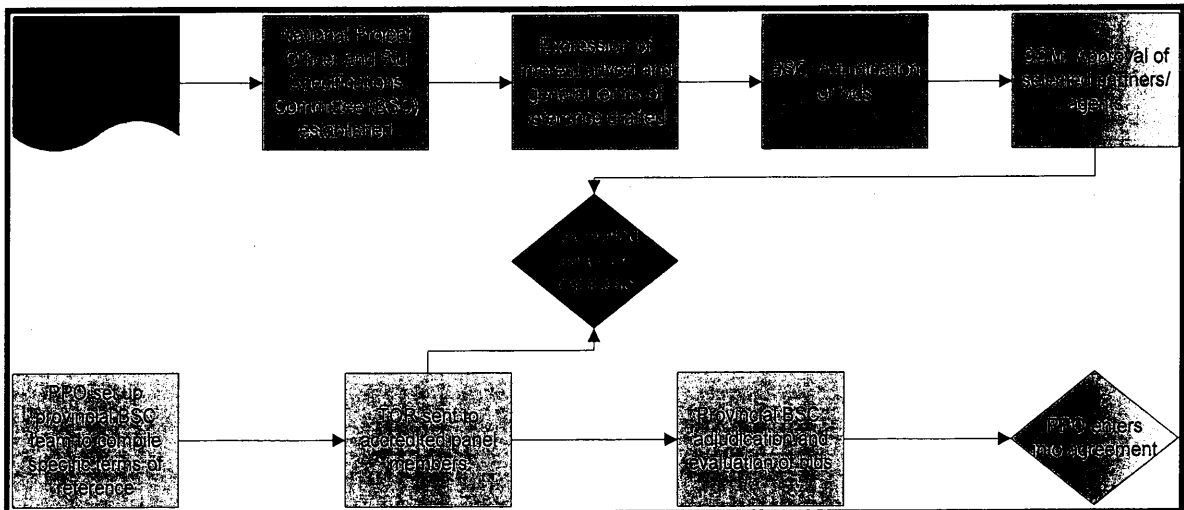 National Project
Office and Bid
Specifications
Committee (BSC)
established
Expression of
interest advert and
general terms of
reference drafted
BSC: Adjudication
of bids
Approval of
selected partners/
agents
PPO set up
provincial BSC
team to compile
specific terms of
reference
TOR sent to
accredited panel
members
Provincial BSC
adjudication and
evaluation of bids
PPO enters
into agreement